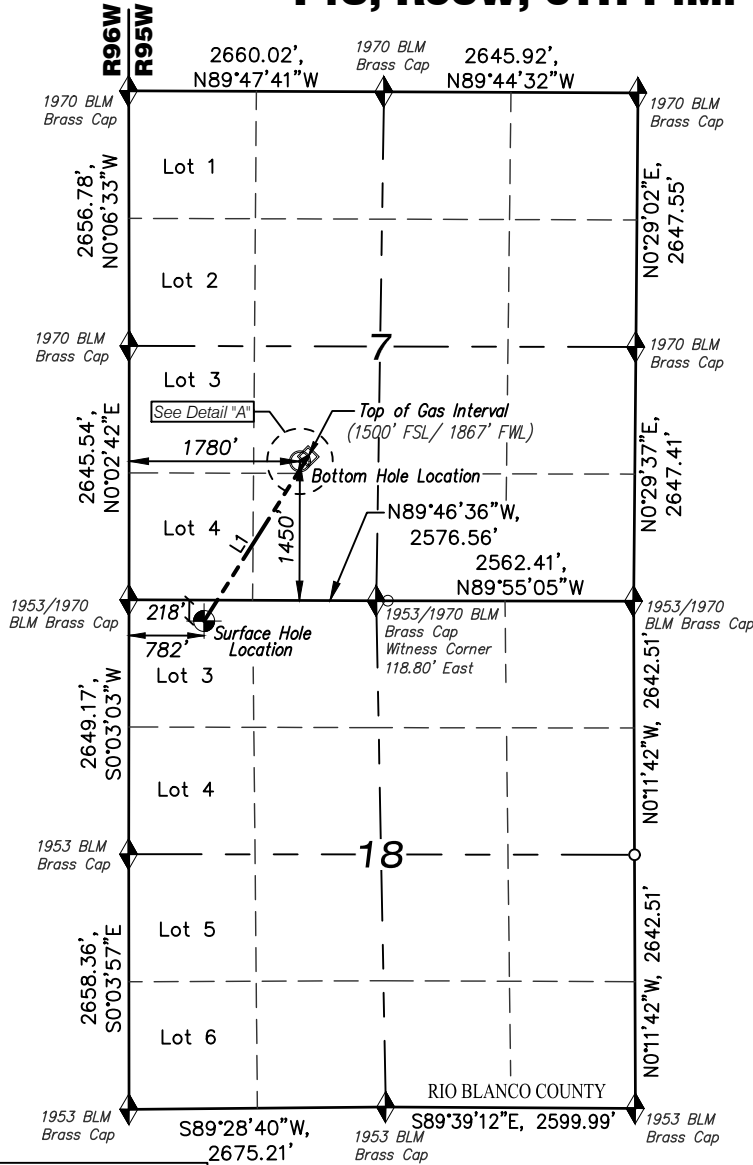 R96W
R95W
2660.02',
N89°47'41"W
1970 BLM
Brass Cap
2645.92',
N89°44'32"W
1970 BLM
Brass Cap
1970 BLM
Brass Cap
Lot 1
2656.78',
N0°06'33"W
N0°29'02"E,
2647.55'
Lot 2
1970 BLM
Brass Cap
7
1970 BLM
Brass Cap
Lot 3
See Detail "A"
Top of Gas Interval
(1500' FSL/ 1867' FWL)
1780'
Bottom Hole Location
2645.54',
N0°02'42"E
N0°29'37"E,
2647.41'
Lot 4
L1
1450'
N89°46'36"W,
2576.56'
2562.41',
N89°55'05"W
1953/1970
BLM Brass Cap
218'
782'
Surface Hole
Location
1953/1970 BLM
Brass Cap
Witness Corner
118.80' East
1953/1970
BLM Brass Cap
Lot 3
2649.17',
S0°03'03"W
N0°11'42"W, 2642.51'
Lot 4
1953 BLM
Brass Cap
18
Lot 5
2658.36',
S0°03'57"E
N0°11'42"W, 2642.51'
Lot 6
RIO BLANCO COUNTY
1953 BLM
Brass Cap
S89°28'40"W,
2675.21'
1953 BLM
Brass Cap
S89°39'12"E, 2599.99'
1953 BLM
Brass Cap